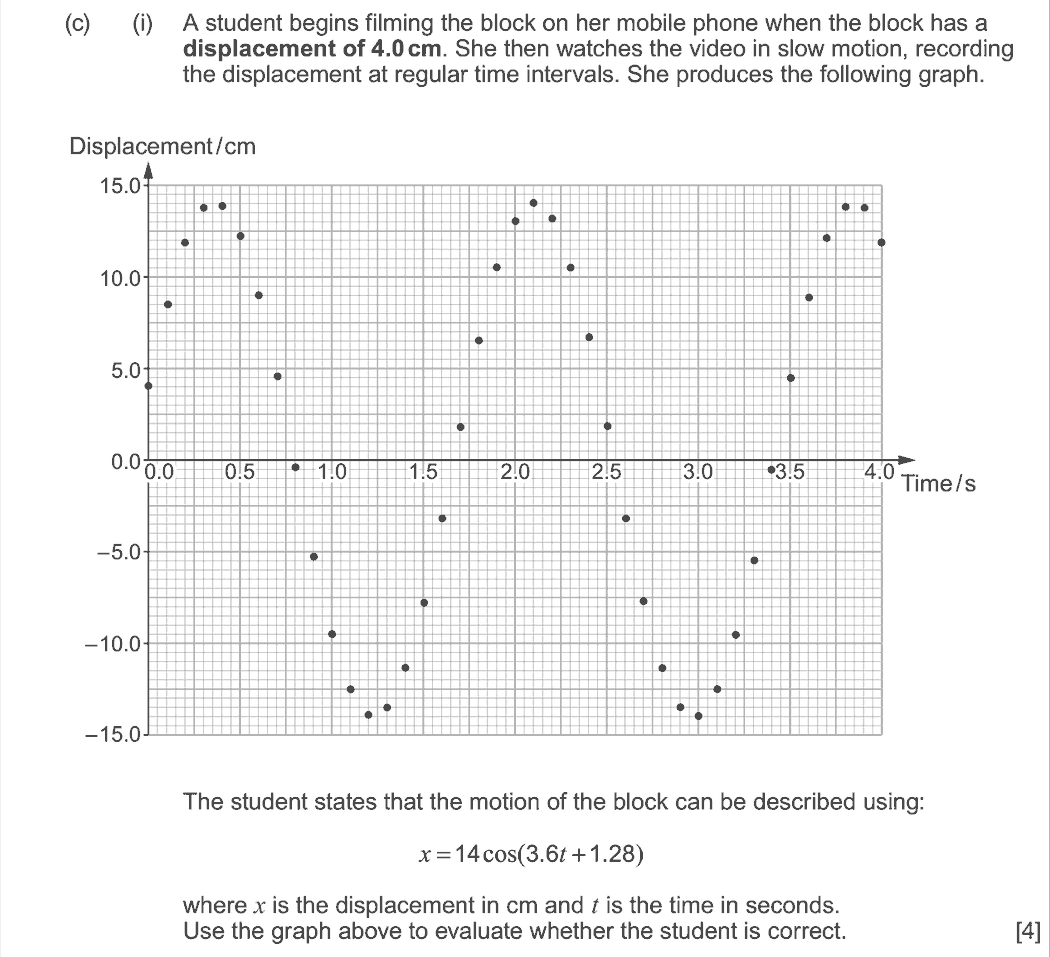 (c) (i) A student begins filming the block on her mobile phone when the block has a
displacement of 4.0 cm. She then watches the video in slow motion, recording
the displacement at regular time intervals. She produces the following graph.
Displacement/cm
15.0
10.0
5.0
0.0
0.0 0.5 1.0 1.5 2.0 2.5 3.0 3.5 4.0 Time/s
−5.0
−10.0
−15.0
The student states that the motion of the block can be described using:
x = 14 cos(3.6t + 1.28)
where x is the displacement in cm and t is the time in seconds.
Use the graph above to evaluate whether the student is correct. [4]